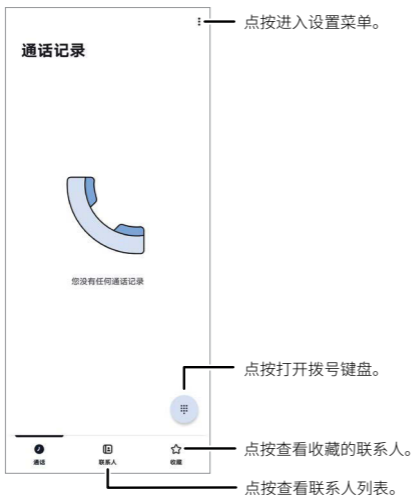 点按进入设置菜单。
通话记录
您没有任何通话记录
点按打开拨号键盘。
通话
联系人
收藏
点按查看收藏的联系人。
点按查看联系人列表。